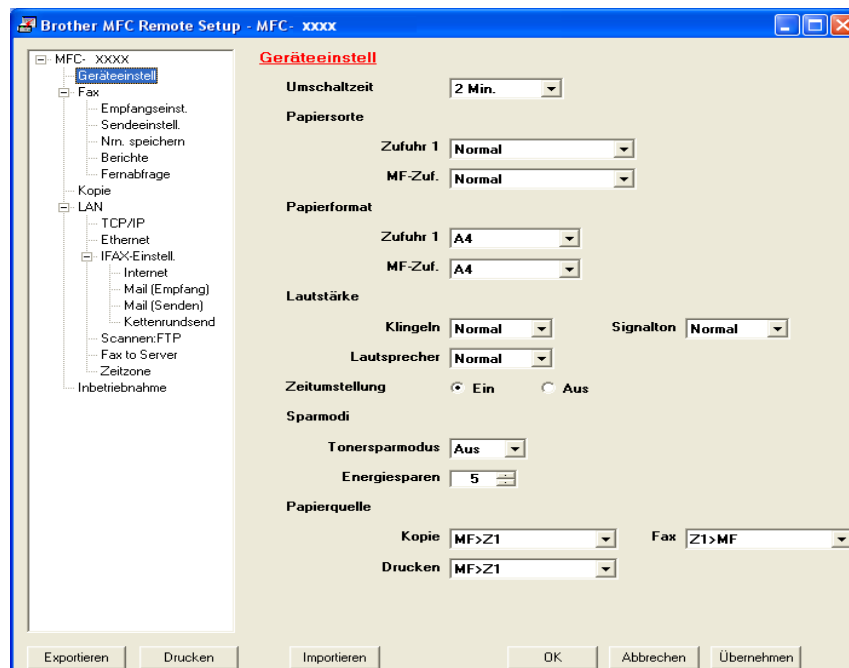 Brother MFC Remote Setup - MFC- xxxx
MFC- XXXX
Geräteeinstell
Fax
Empfangseinst.
Sendeeinstell.
Nrn. speichern
Berichte
Fernabfrage
Kopie
LAN
TCP/IP
Ethernet
IFAX-Einstell.
Internet
Mail (Empfang)
Mail (Senden)
Kettenrundsend
Scannen:FTP
Fax to Server
Zeitzone
Inbetriebnahme
Geräteeinstell
Umschaltzeit 2 Min.
Papiersorte
Zufuhr 1 Normal
MF-Zuf. Normal
Papierformat
Zufuhr 1 A4
MF-Zuf. A4
Lautstärke
Klingeln Normal Signalton Normal
Lautsprecher Normal
Zeitumstellung Ein Aus
Sparmodi
Tonersparmodus Aus
Energiesparen 5
Papierquelle
Kopie MF>Z1 Fax Z1>MF
Drucken MF>Z1
Exportieren Drucken Importieren OK Abbrechen Übernehmen